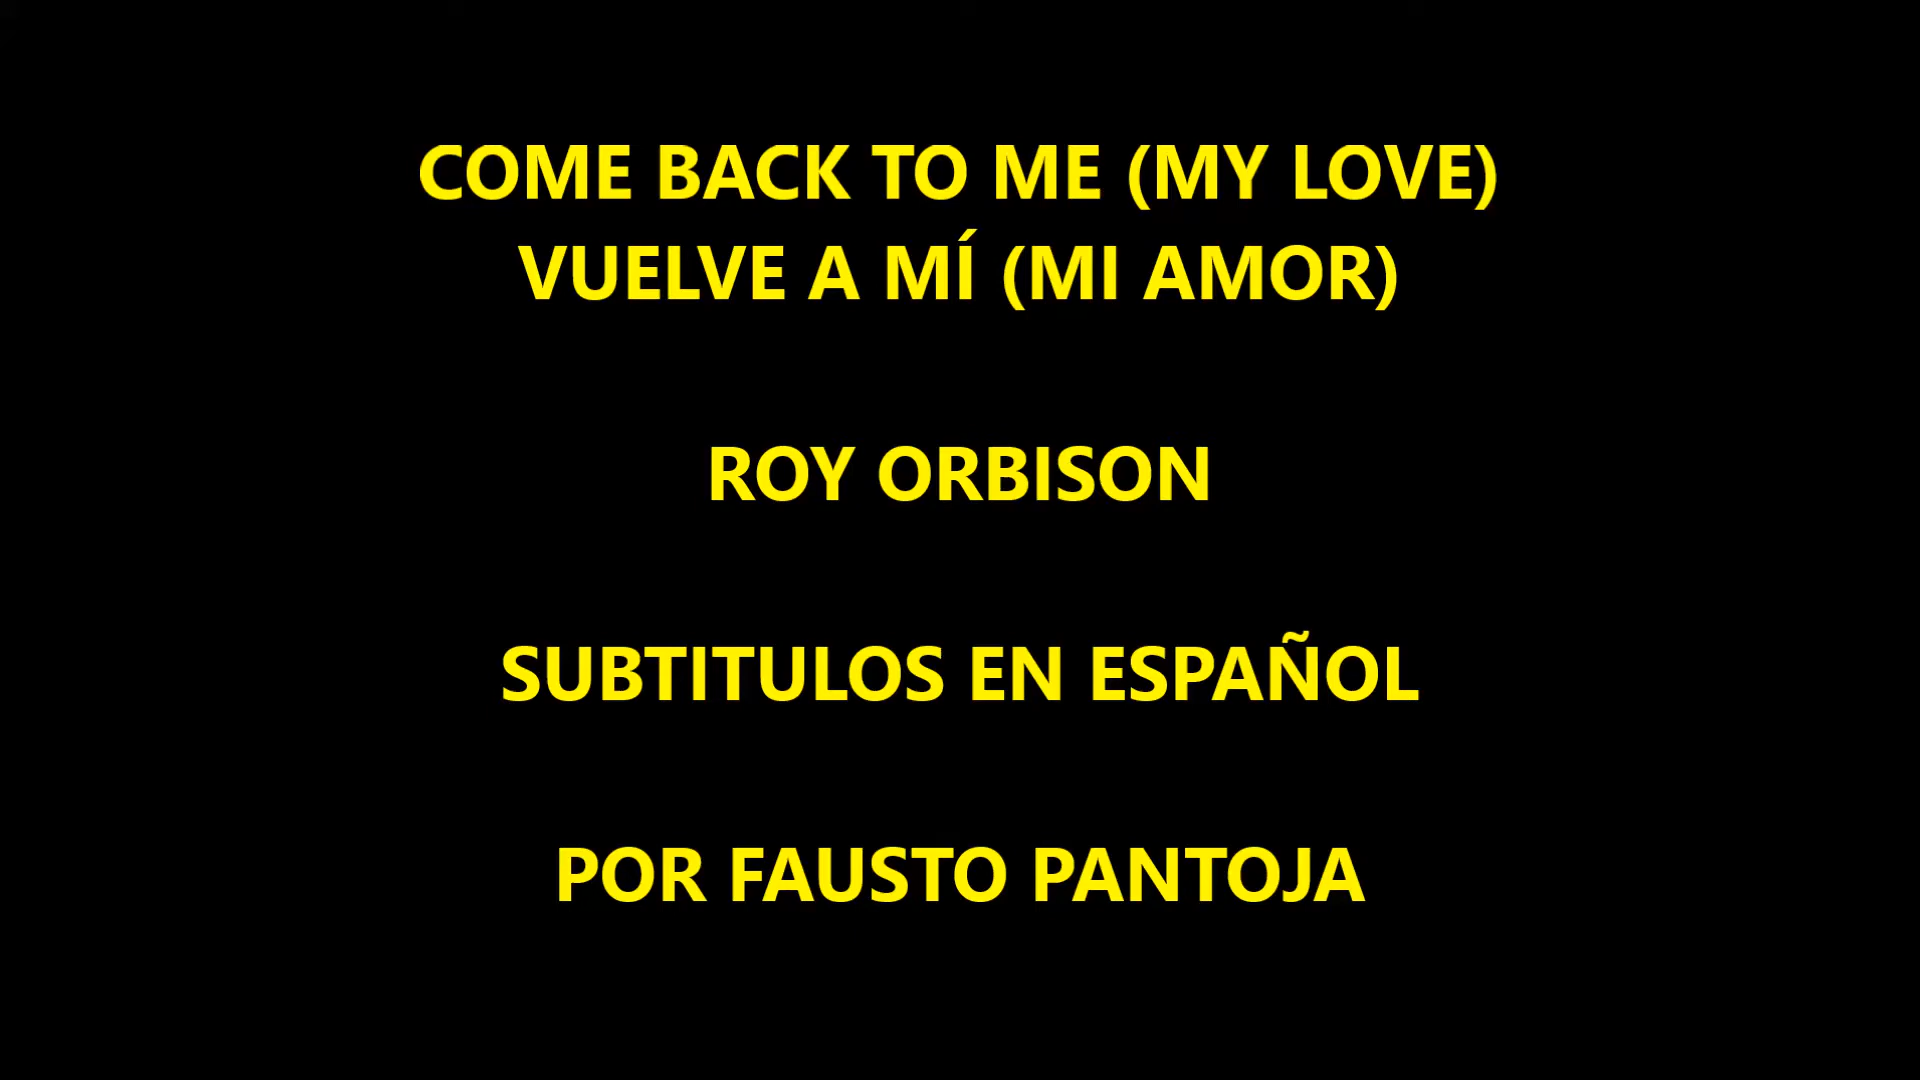 COME BACK TO ME (MY LOVE)
VUELVE A MÍ (MI AMOR)
ROY ORBISON
SUBTITULOS EN ESPAÑOL
POR FAUSTO PANTOJA